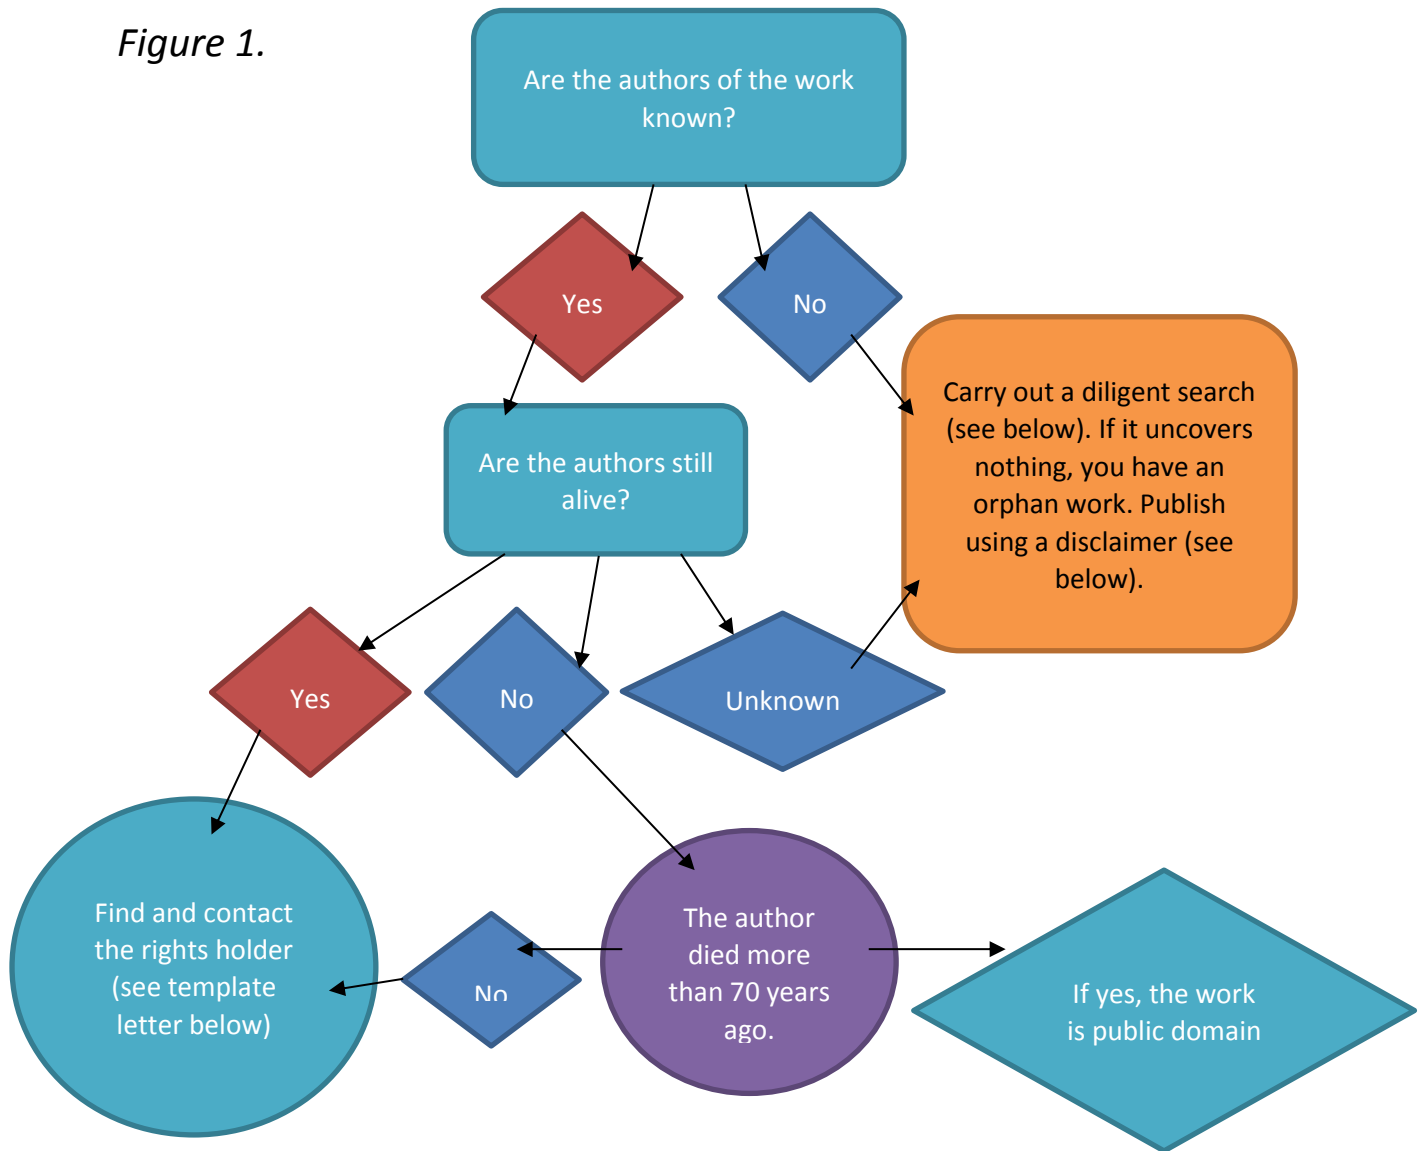 Figure 1.
Are the authors of the work
known?
Yes
No
Carry out a diligent search
(see below). If it uncovers
nothing, you have an
orphan work. Publish
using a disclaimer (see
below).
Are the authors still
alive?
Yes
No
Unknown
Find and contact
the rights holder
(see template
letter below)
No
The author
died more
than 70 years
ago.
If yes, the work
is public domain